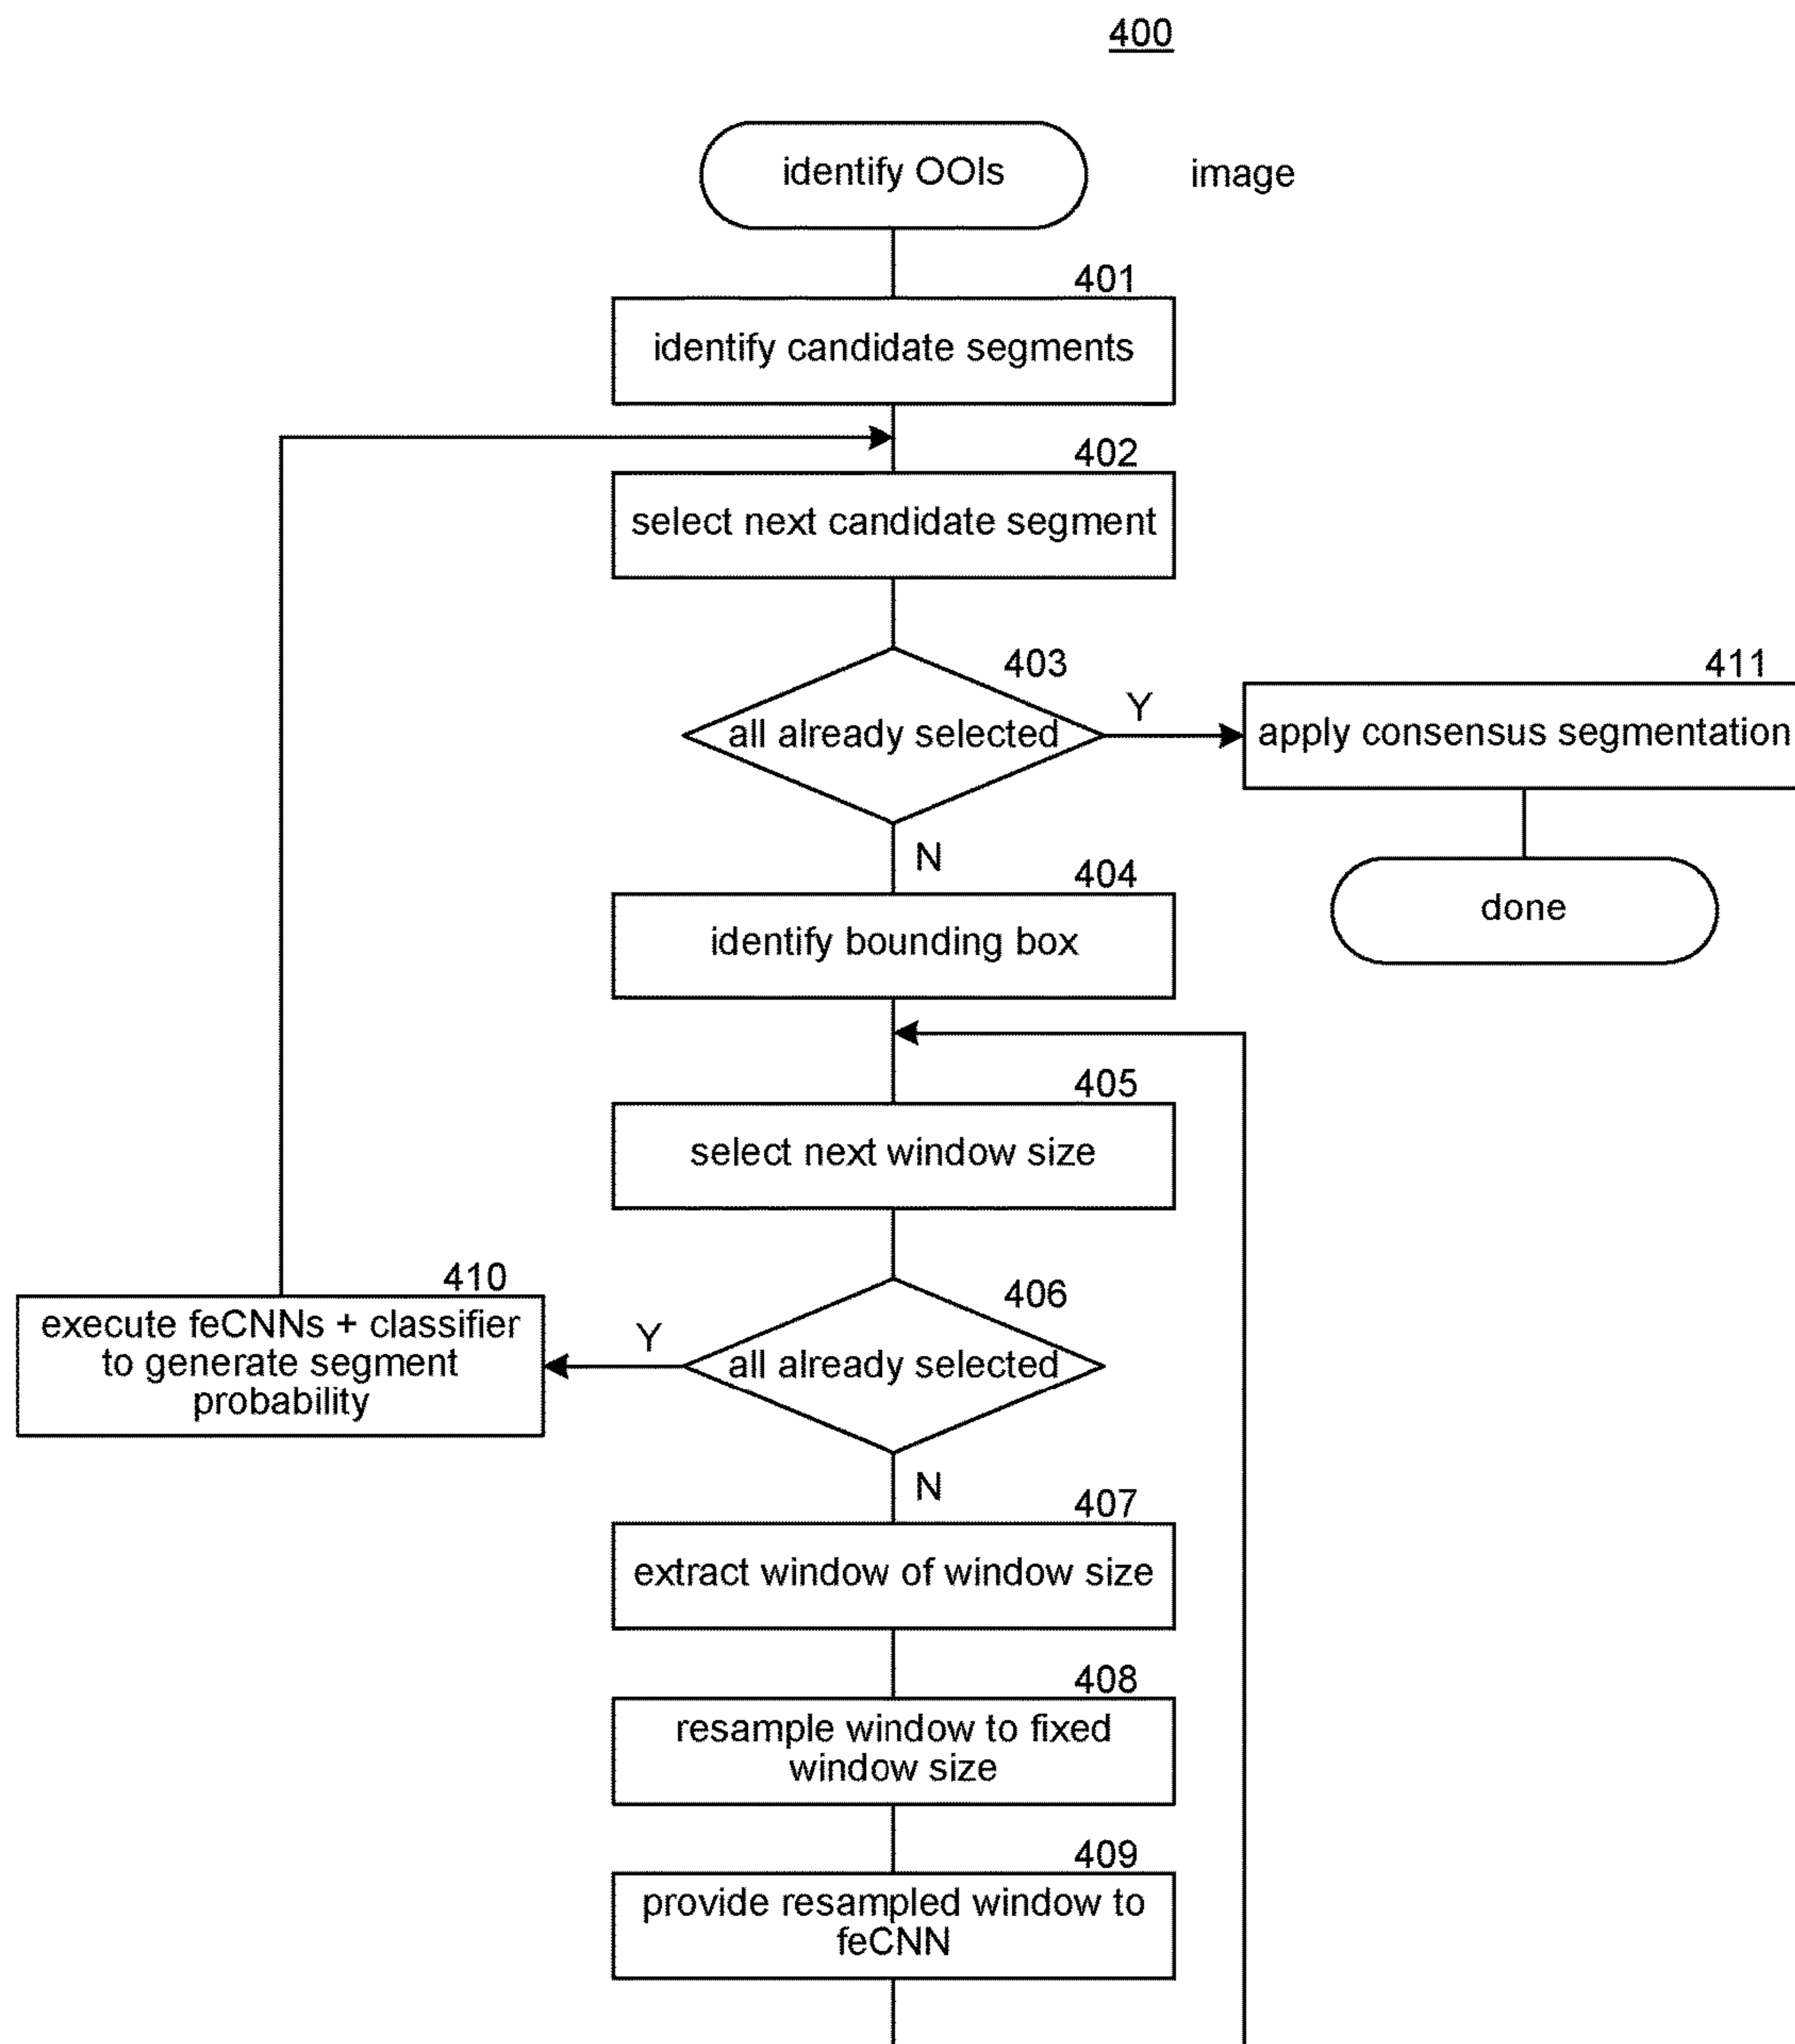 400
identify OOIs
image
401
identify candidate segments
402
select next candidate segment
403
all already selected
Y
411
apply consensus segmentation
N
done
404
identify bounding box
405
select next window size
406
all already selected
Y
410
execute feCNNs + classifier
to generate segment
probability
N
407
extract window of window size
408
resample window to fixed
window size
409
provide resampled window to
feCNN